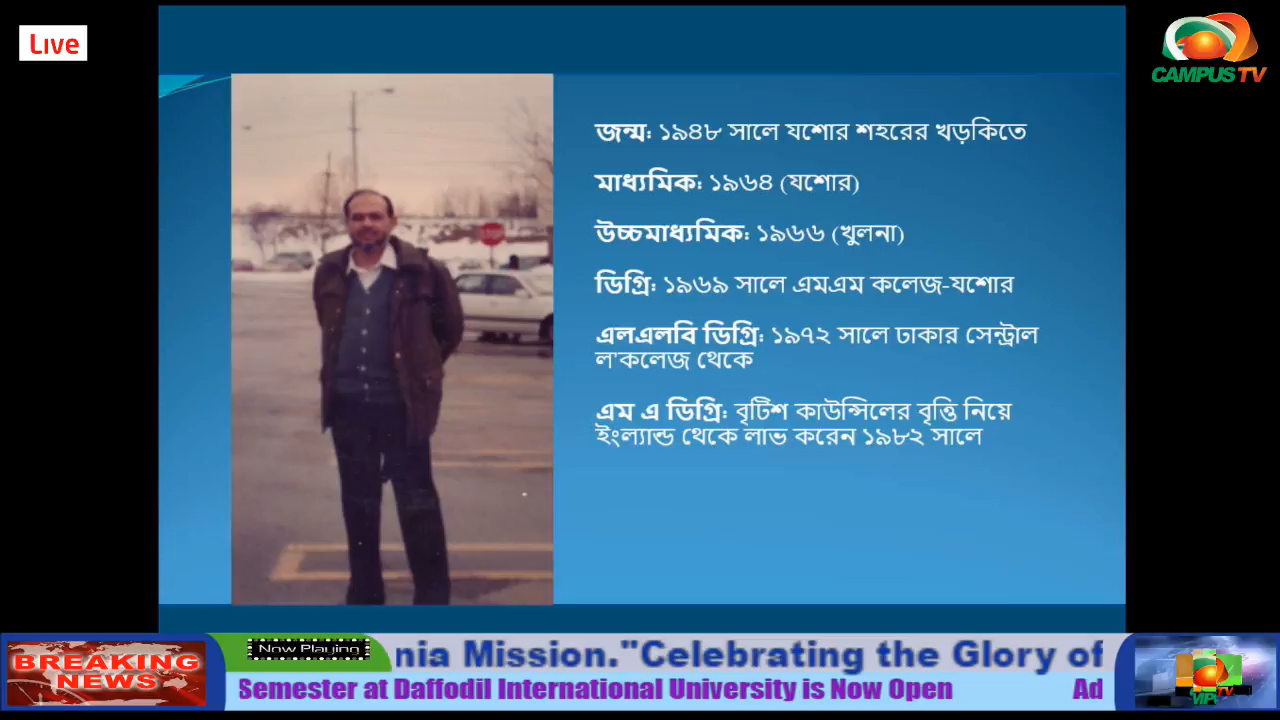 Live
CAMPUS TV
জন্ম: ১৯৪৮ সালে যশোর শহরের খড়কিতে
মাধ্যমিক: ১৯৬৪ (যশোর)
উচ্চমাধ্যমিক: ১৯৬৬ (খুলনা)
ডিগ্রি: ১৯৬৯ সালে এমএম কলেজ-যশোর
এলএলবি ডিগ্রি: ১৯৭২ সালে ঢাকার সেন্ট্রাল
ল'কলেজ থেকে
এম এ ডিগ্রি: বৃটিশ কাউন্সিলের বৃত্তি নিয়ে
ইংল্যান্ড থেকে লাভ করেন ১৯৮২ সালে
BREAKING
NEWS
Now Playing
nia Mission."Celebrating the Glory of
Semester at Daffodil International University is Now Open Ad